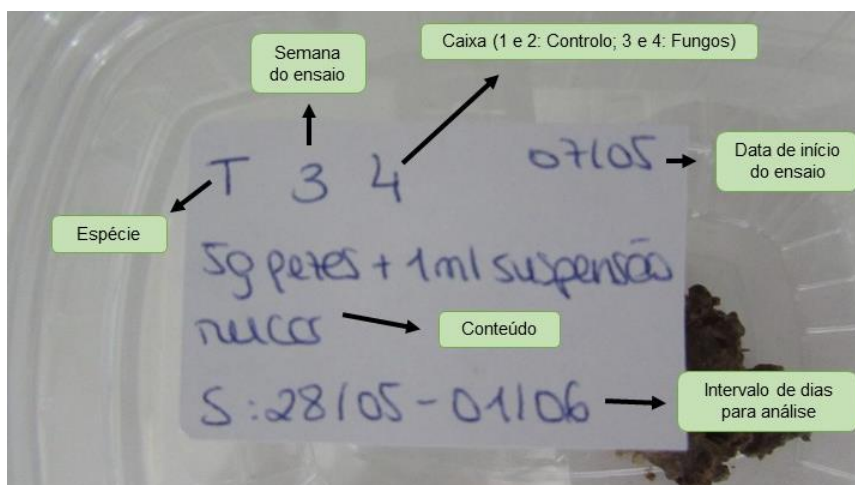 Semana
do ensaio
Caixa (1 e 2: Controlo; 3 e 4: Fungos)
T 3 4 07/05
Data de início
do ensaio
Espécie
5g fezes + 1ml suspensão
mucor
Conteúdo
S: 28/05 - 01/06
Intervalo de dias
para análise